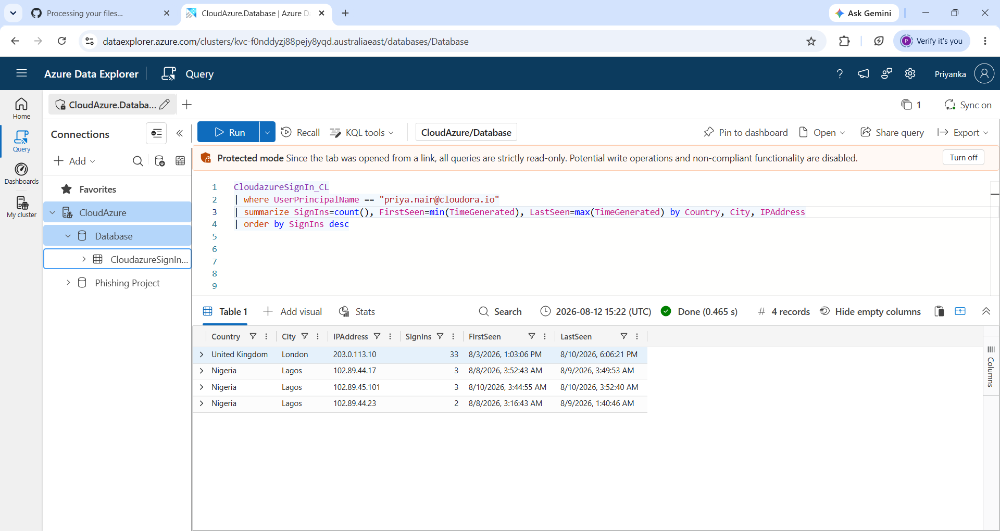 Processing your files...
CloudAzure.Database | Azure D
Ask Gemini
dataexplorer.azure.com/clusters/kvc-f0nddyzj88pejy8yqd.australiaeast/databases/Database
P
Verify it's you
Azure Data Explorer
Query
Priyanka
Home
Query
Dashboards
My cluster
CloudAzure.Databa...
1
Sync on
Connections
Add
Favorites
CloudAzure
Database
CloudazureSignIn...
Phishing Project
Run
Recall
KQL tools
CloudAzure/Database
Pin to dashboard
Open
Share query
Export
Protected mode Since the tab was opened from a link, all queries are strictly read-only. Potential write operations and non-compliant functionality are disabled.
Turn off
1 CloudazureSignIn_CL
2 | where UserPrincipalName == "priya.nair@cloudora.io"
3 | summarize SignIns=count(), FirstSeen=min(TimeGenerated), LastSeen=max(TimeGenerated) by Country, City, IPAddress
4 | order by SignIns desc
5
6
7
8
9
Table 1
Add visual
Stats
Search
2026-08-12 15:22 (UTC)
Done (0.465 s)
# 4 records
Hide empty columns
Country City IPAddress SignIns FirstSeen LastSeen
United Kingdom London 203.0.113.10 33 8/3/2026, 1:03:06 PM 8/10/2026, 6:06:21 PM
Nigeria Lagos 102.89.44.17 3 8/8/2026, 3:52:43 AM 8/9/2026, 3:49:53 AM
Nigeria Lagos 102.89.45.101 3 8/10/2026, 3:44:55 AM 8/10/2026, 3:52:40 AM
Nigeria Lagos 102.89.44.23 2 8/8/2026, 3:16:43 AM 8/9/2026, 1:40:46 AM
Columns